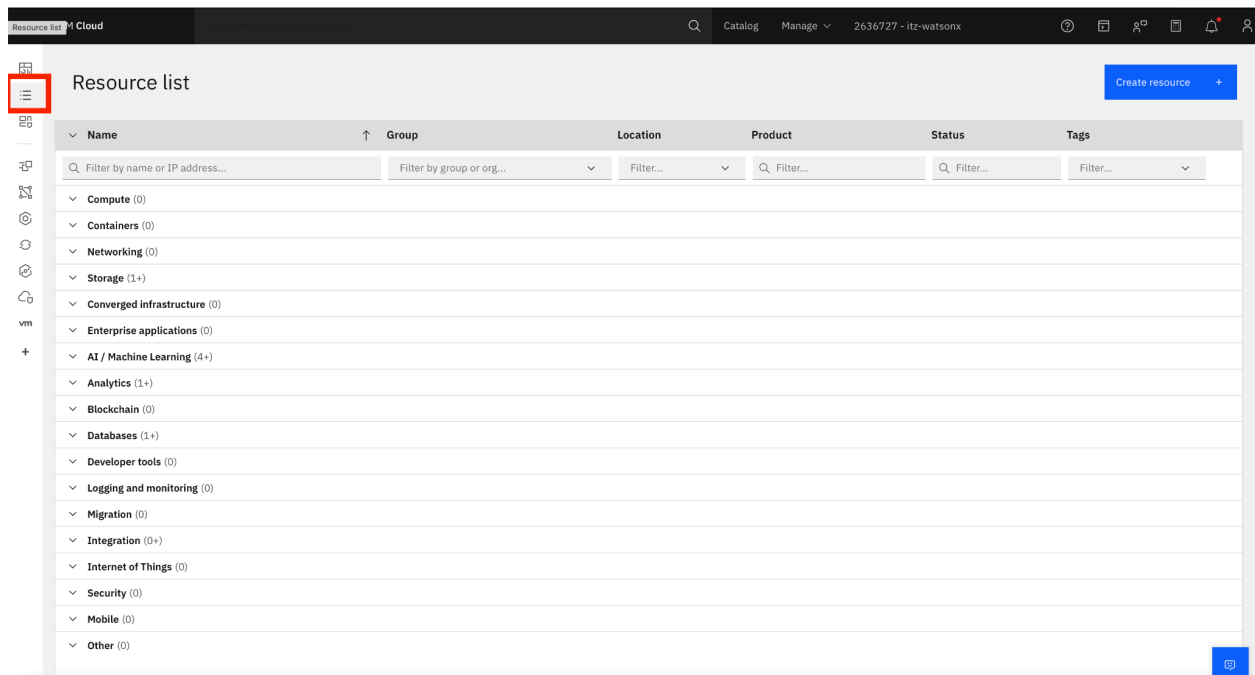 Resource list
M Cloud
Catalog
Manage
2636727 - itz-watsonx
Resource list
Create resource +
Name
Group
Location
Product
Status
Tags
Filter by name or IP address...
Filter by group or org...
Filter...
Filter...
Filter...
Filter...
Compute (0)
Containers (0)
Networking (0)
Storage (1+)
Converged infrastructure (0)
Enterprise applications (0)
vm
AI / Machine Learning (4+)
Analytics (1+)
Blockchain (0)
Databases (1+)
Developer tools (0)
Logging and monitoring (0)
Migration (0)
Integration (0+)
Internet of Things (0)
Security (0)
Mobile (0)
Other (0)